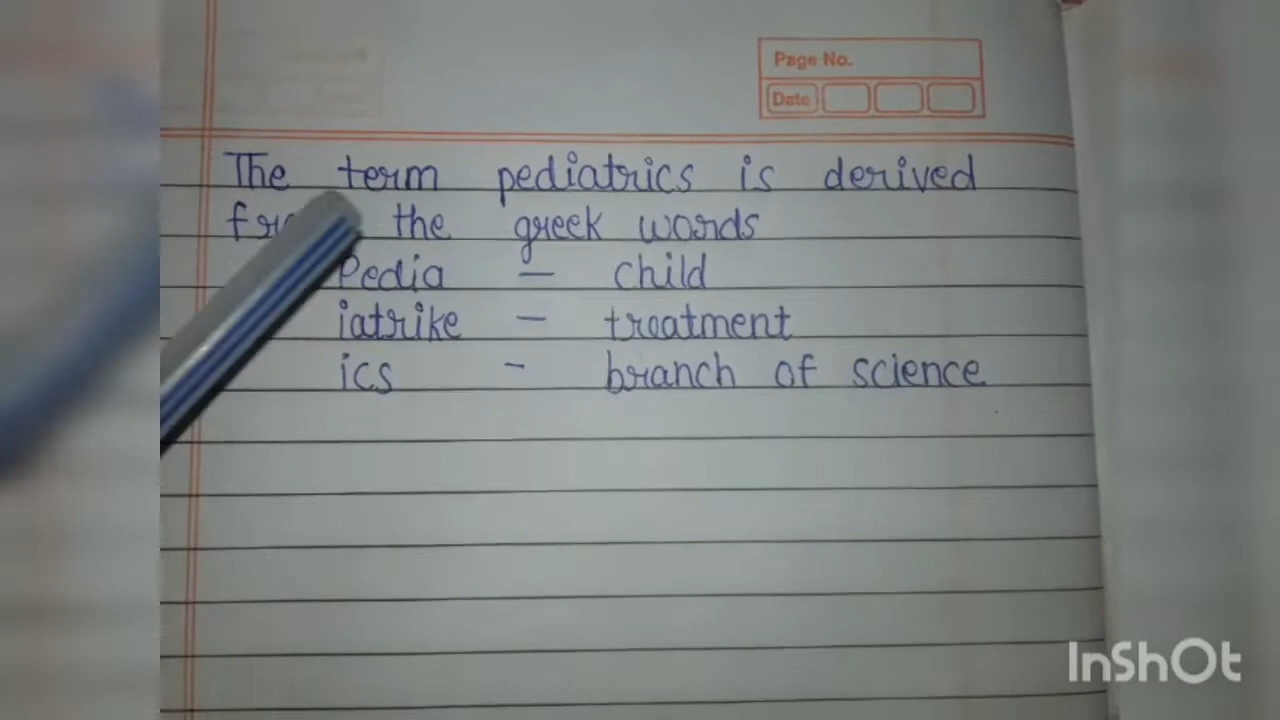 Page No.
Date
The term pediatrics is derived
the greek words
Pedia — child
iatrike – treatment
ics - branch of science
InShOt